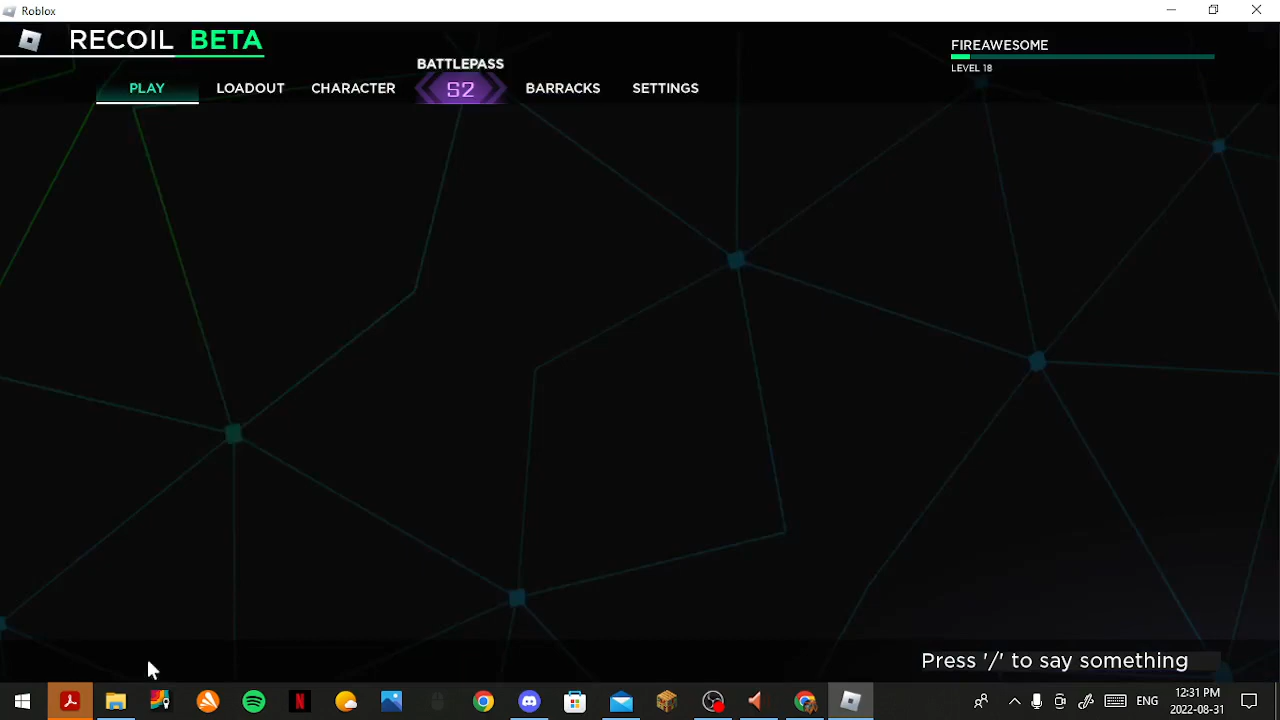 Roblox
RECOIL BETA
FIREAWESOME
LEVEL 18
BATTLEPASS
PLAY LOADOUT CHARACTER S2 BARRACKS SETTINGS
Press '/' to say something
ENG
12:31 PM
2022-08-31